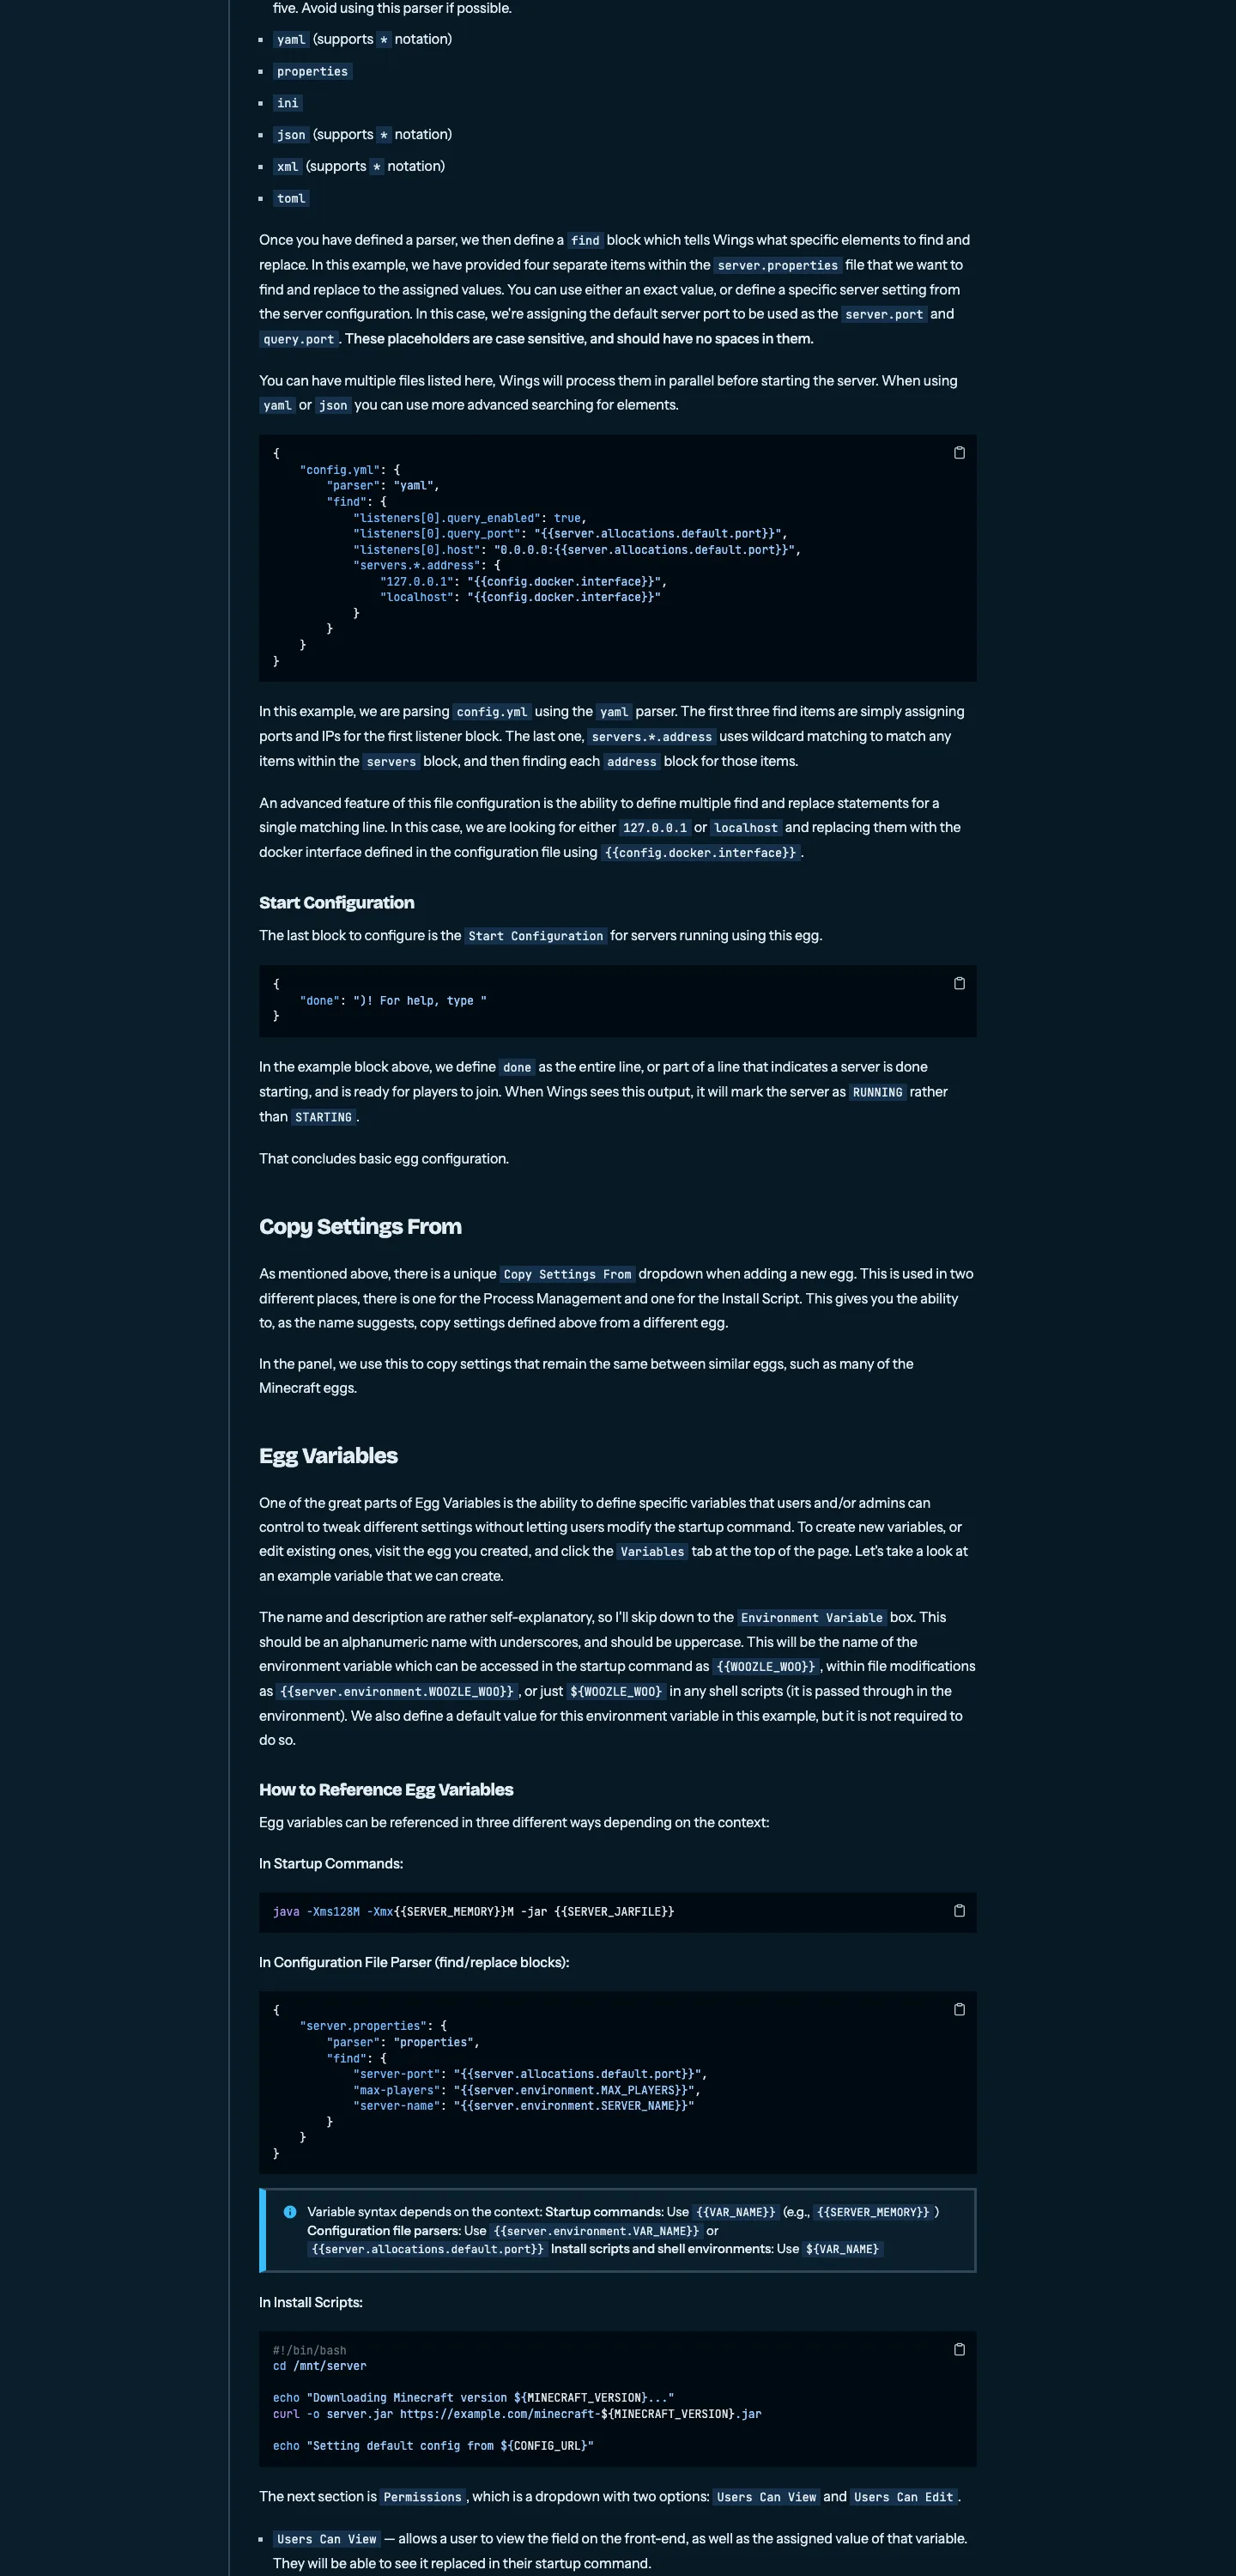 five. Avoid using this parser if possible.
yaml (supports * notation)
properties
ini
json (supports * notation)
xml (supports * notation)
toml
Once you have defined a parser, we then define a find block which tells Wings what specific elements to find and
replace. In this example, we have provided four separate items within the server.properties file that we want to
find and replace to the assigned values. You can use either an exact value, or define a specific server setting from
the server configuration. In this case, we're assigning the default server port to be used as the server.port and
query.port. These placeholders are case sensitive, and should have no spaces in them.
You can have multiple files listed here, Wings will process them in parallel before starting the server. When using
yaml or json you can use more advanced searching for elements.
{
    "config.yml": {
        "parser": "yaml",
        "find": {
            "listeners[0].query_enabled": true,
            "listeners[0].query_port": "{{server.allocations.default.port}}",
            "listeners[0].host": "0.0.0.0:{{server.allocations.default.port}}",
            "servers.*.address": {
                "127.0.0.1": "{{config.docker.interface}}",
                "localhost": "{{config.docker.interface}}"
            }
        }
    }
}
In this example, we are parsing config.yml using the yaml parser. The first three find items are simply assigning
ports and IPs for the first listener block. The last one, servers.*.address uses wildcard matching to match any
items within the servers block, and then finding each address block for those items.
An advanced feature of this file configuration is the ability to define multiple find and replace statements for a
single matching line. In this case, we are looking for either 127.0.0.1 or localhost and replacing them with the
docker interface defined in the configuration file using {{config.docker.interface}}.
Start Configuration
The last block to configure is the Start Configuration for servers running using this egg.
{
    "done": ")! For help, type "
}
In the example block above, we define done as the entire line, or part of a line that indicates a server is done
starting, and is ready for players to join. When Wings sees this output, it will mark the server as RUNNING rather
than STARTING.
That concludes basic egg configuration.
Copy Settings From
As mentioned above, there is a unique Copy Settings From dropdown when adding a new egg. This is used in two
different places, there is one for the Process Management and one for the Install Script. This gives you the ability
to, as the name suggests, copy settings defined above from a different egg.
In the panel, we use this to copy settings that remain the same between similar eggs, such as many of the
Minecraft eggs.
Egg Variables
One of the great parts of Egg Variables is the ability to define specific variables that users and/or admins can
control to tweak different settings without letting users modify the startup command. To create new variables, or
edit existing ones, visit the egg you created, and click the Variables tab at the top of the page. Let's take a look at
an example variable that we can create.
The name and description are rather self-explanatory, so I'll skip down to the Environment Variable box. This
should be an alphanumeric name with underscores, and should be uppercase. This will be the name of the
environment variable which can be accessed in the startup command as {{WOOZLE_WOO}}, within file modifications
as {{server.environment.WOOZLE_WOO}}, or just ${WOOZLE_WOO} in any shell scripts (it is passed through in the
environment). We also define a default value for this environment variable in this example, but it is not required to
do so.
How to Reference Egg Variables
Egg variables can be referenced in three different ways depending on the context:
In Startup Commands:
java -Xms128M -Xmx{{SERVER_MEMORY}}M -jar {{SERVER_JARFILE}}
In Configuration File Parser (find/replace blocks):
{
    "server.properties": {
        "parser": "properties",
        "find": {
            "server-port": "{{server.allocations.default.port}}",
            "max-players": "{{server.environment.MAX_PLAYERS}}",
            "server-name": "{{server.environment.SERVER_NAME}}"
        }
    }
}
Variable syntax depends on the context: Startup commands: Use {{VAR_NAME}} (e.g., {{SERVER_MEMORY}})
Configuration file parsers: Use {{server.environment.VAR_NAME}} or
{{server.allocations.default.port}} Install scripts and shell environments: Use ${VAR_NAME}
In Install Scripts:
#!/bin/bash
cd /mnt/server
echo "Downloading Minecraft version ${MINECRAFT_VERSION}..."
curl -o server.jar https://example.com/minecraft-${MINECRAFT_VERSION}.jar
echo "Setting default config from ${CONFIG_URL}"
The next section is Permissions, which is a dropdown with two options: Users Can View and Users Can Edit.
Users Can View — allows a user to view the field on the front-end, as well as the assigned value of that variable.
They will be able to see it replaced in their startup command.